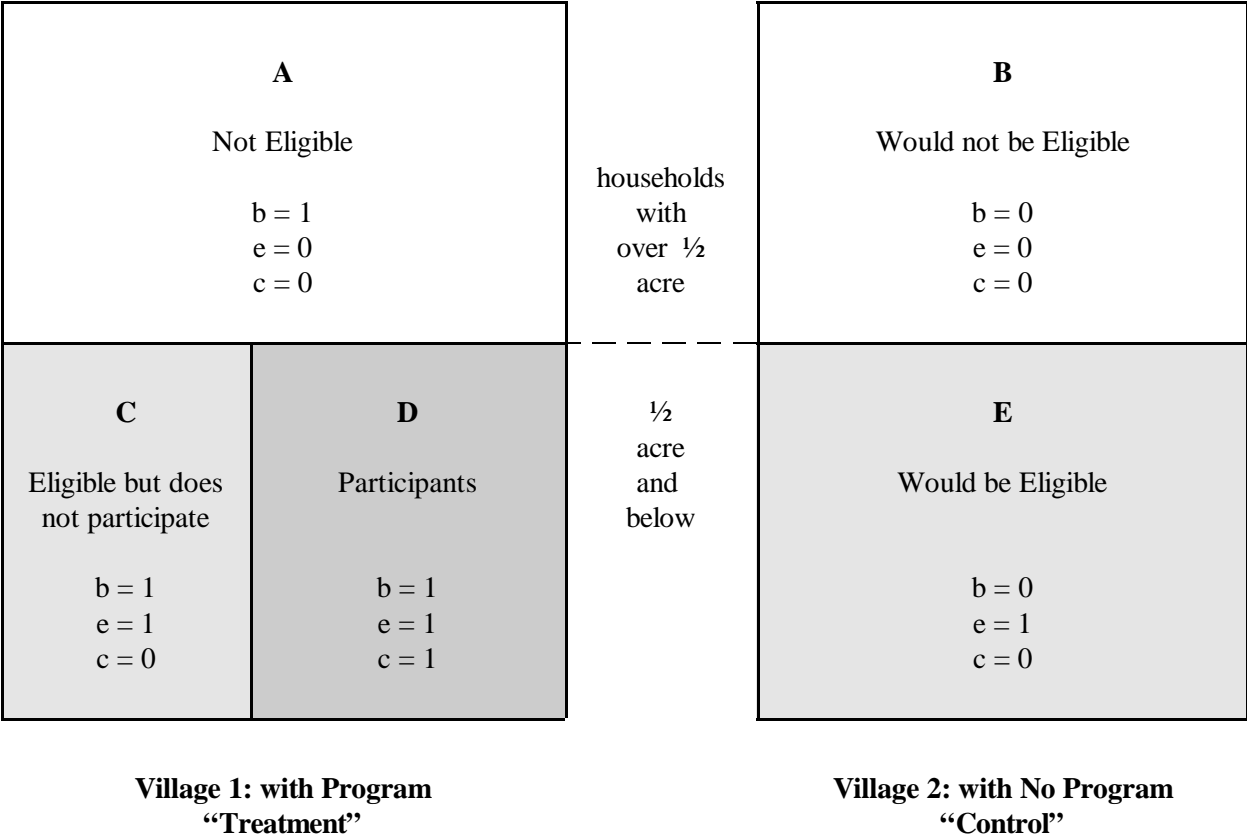 A
Not Eligible
b = 1
e = 0
c = 0
households
with
over ½
acre
B
Would not be Eligible
b = 0
e = 0
c = 0
C
Eligible but does
not participate
b = 1
e = 1
c = 0
D
Participants
b = 1
e = 1
c = 1
½
acre
and
below
E
Would be Eligible
b = 0
e = 1
c = 0
Village 1: with Program
“Treatment”
Village 2: with No Program
“Control”